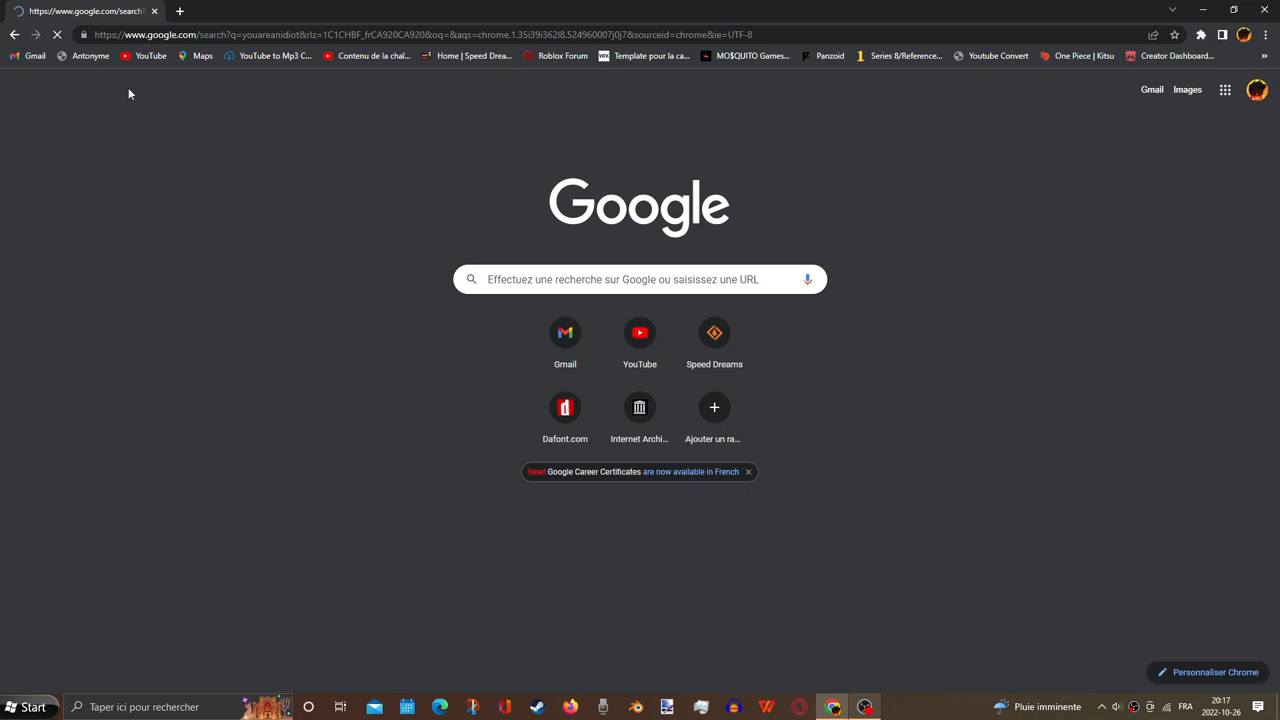 https://www.google.com/search?
https://www.google.com/search?q=youareanidiot&rlz=1C1CHBF_frCA920CA920&oq=&aqs=chrome.1.35i39i362l8.524960007j0j7&sourceid=chrome&ie=UTF-8
Gmail Antonyme YouTube Maps YouTube to Mp3 C... Contenu de la chaî... Home | Speed Drea... Roblox Forum WIX Template pour la ca... MO$QUITO Games... Panzoid Series 8/Reference... Youtube Convert One Piece | Kitsu Creator Dashboard... »
Gmail Images
Google
Effectuez une recherche sur Google ou saisissez une URL
Gmail YouTube Speed Dreams
Dafont.com Internet Archi... Ajouter un ra...
New! Google Career Certificates are now available in French
Personnaliser Chrome
Start Taper ici pour rechercher Pluie imminente FRA 20:17
2022-10-26